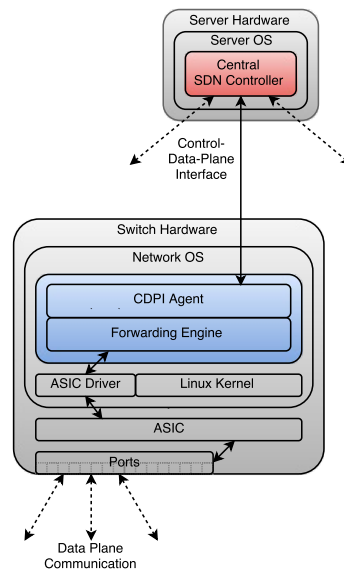 Server Hardware
Server OS
Central
SDN Controller
Control-
Data-Plane
Interface
Switch Hardware
Network OS
CDPI Agent
Forwarding Engine
ASIC Driver
Linux Kernel
ASIC
Ports
Data Plane
Communication